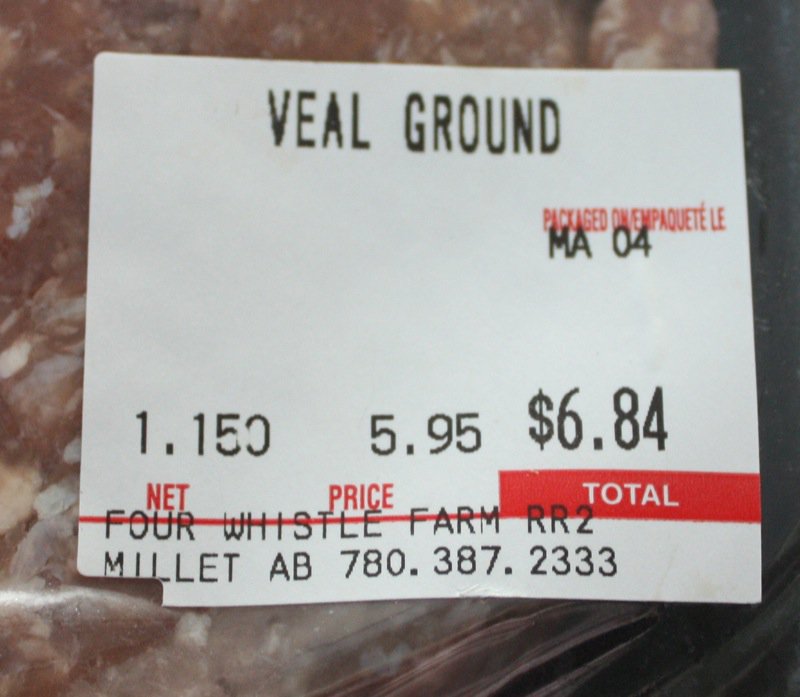 VEAL GROUND
PACKAGED ON/EMPAQUETÉ LE
MA 04
1.150 5.95 $6.84
NET PRICE TOTAL
FOUR WHISTLE FARM RR2
MILLET AB 780.387.2333